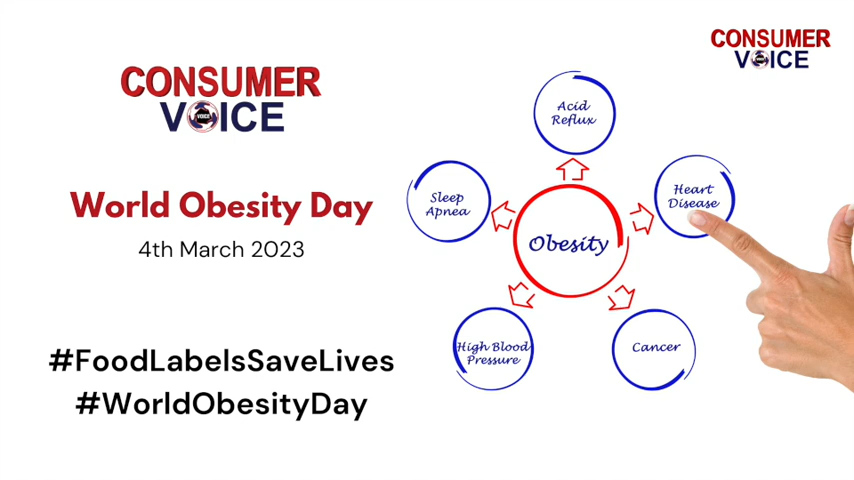 CONSUMER
VOICE
CONSUMER
VOICE
World Obesity Day
4th March 2023
#FoodLabelsSaveLives
#WorldObesityDay
Acid
Reflux
Sleep
Apnea
Heart
Disease
Obesity
High Blood
Pressure
Cancer